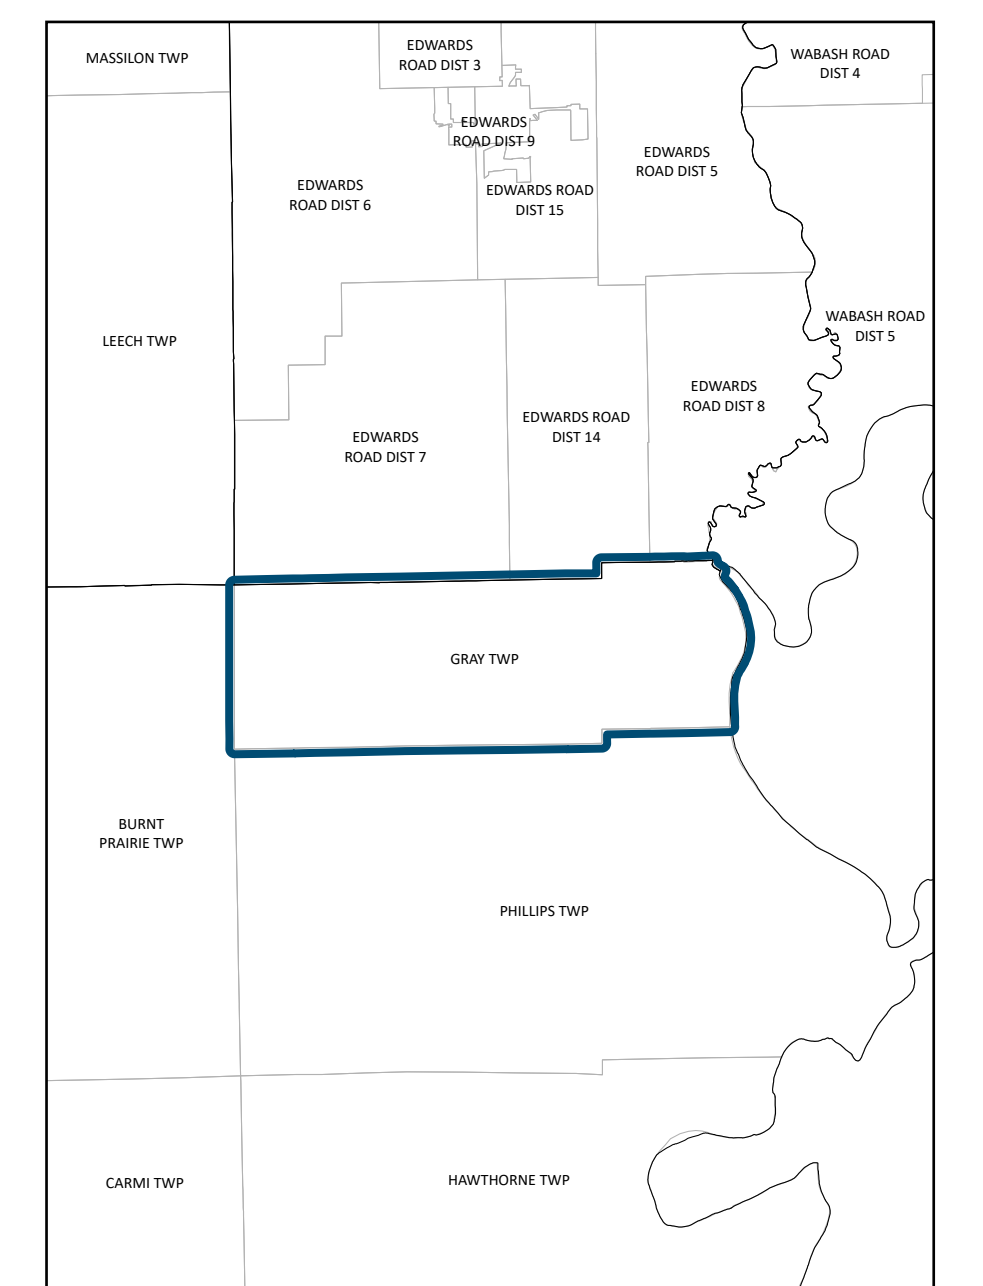 MASSILON TWP
EDWARDS
ROAD DIST 3
WABASH ROAD
DIST 4
EDWARDS
ROAD DIST 9
EDWARDS
ROAD DIST 5
EDWARDS
ROAD DIST 6
EDWARDS ROAD
DIST 15
LEECH TWP
WABASH ROAD
DIST 5
EDWARDS
ROAD DIST 8
EDWARDS ROAD
DIST 14
EDWARDS
ROAD DIST 7
GRAY TWP
BURNT
PRAIRIE TWP
PHILLIPS TWP
CARMI TWP
HAWTHORNE TWP